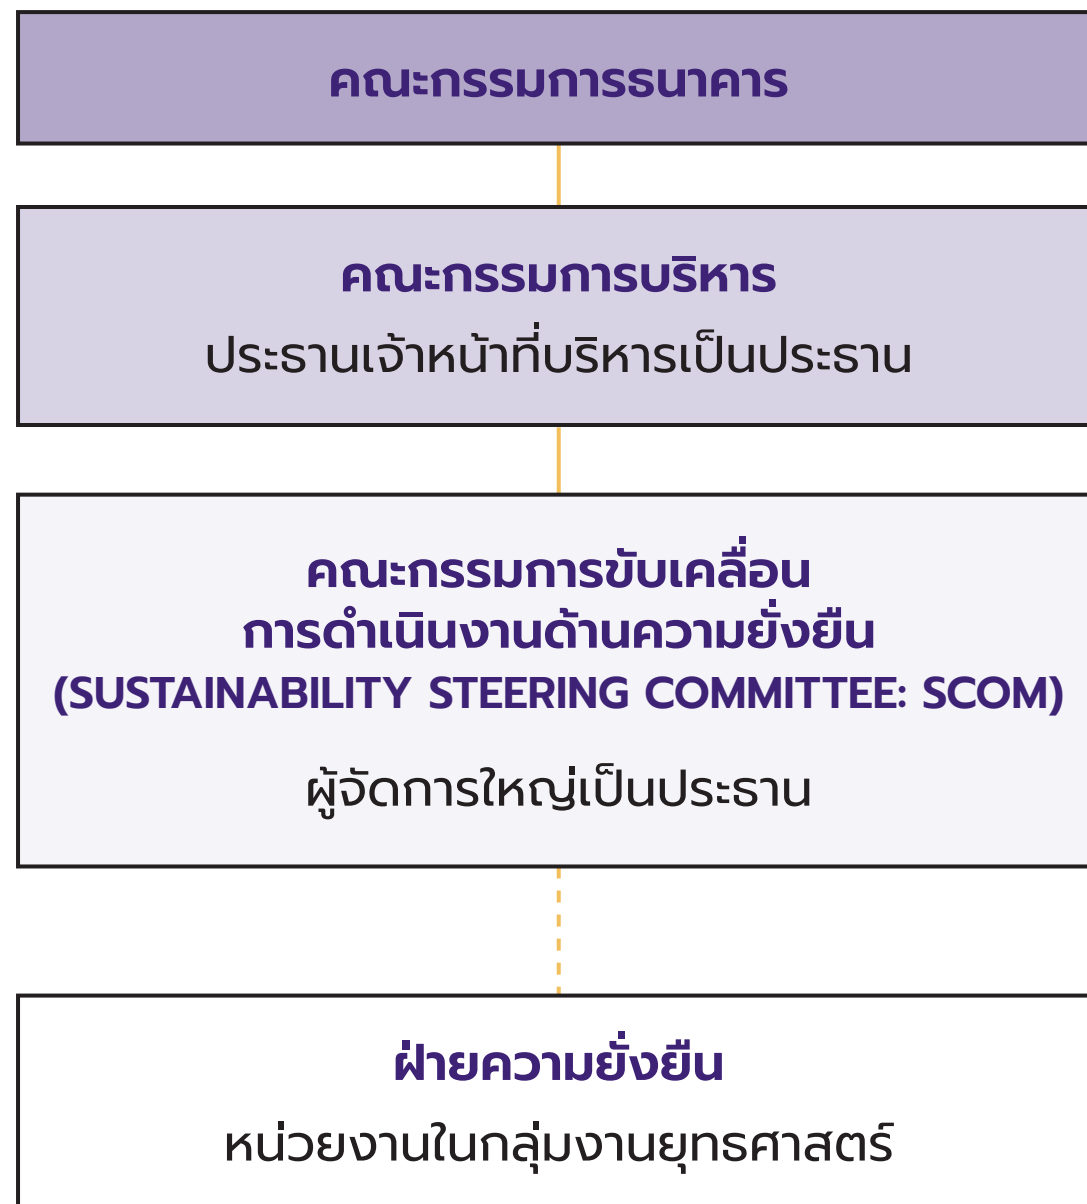 คณะกรรมการธนาคาร
คณะกรรมการบริหาร
ประธานเจ้าหน้าที่บริหารเป็นประธาน
คณะกรรมการขับเคลื่อน
การดำเนินงานด้านความยั่งยืน
(SUSTAINABILITY STEERING COMMITTEE: SCOM)
ผู้จัดการใหญ่เป็นประธาน
ฝ่ายความยั่งยืน
หน่วยงานในกลุ่มงานยุทธศาสตร์